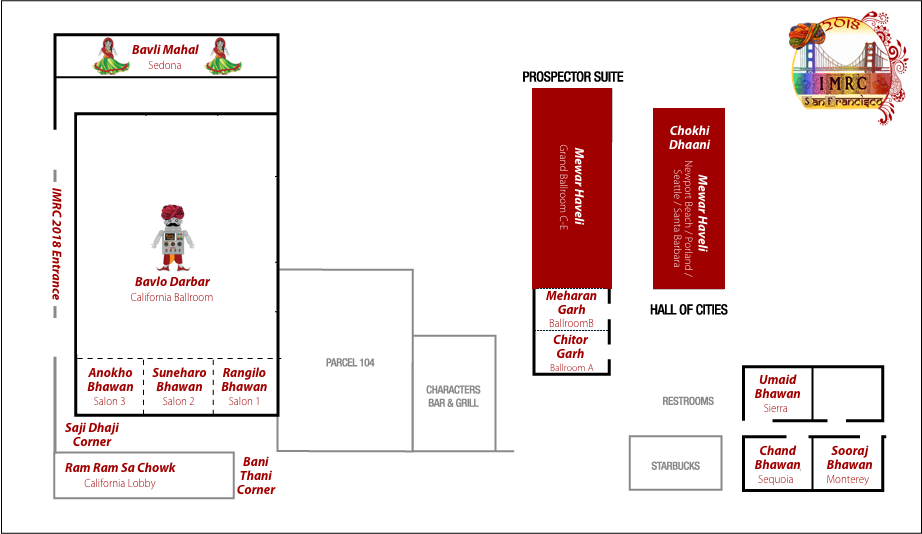 Bavli Mahal
Sedona
IMRC 2018 Entrance
Bavlo Darbar
California Ballroom
Anokho
Bhawan
Salon 3
Suneharo
Bhawan
Salon 2
Rangilo
Bhawan
Salon 1
Saji Dhaji
Corner
Ram Ram Sa Chowk
California Lobby
Bani
Thani
Corner
PARCEL 104
CHARACTERS
BAR & GRILL
PROSPECTOR SUITE
Mewar Haveli
Grand Ballroom C-E
Meharan
Garh
BallroomB
Chitor
Garh
Ballroom A
Chokhi
Dhaani
Mewar Haveli
Newport Beach / Porland /
Seattle / Santa Barbara
HALL OF CITIES
RESTROOMS
STARBUCKS
Umaid
Bhawan
Sierra
Chand
Bhawan
Sequoia
Sooraj
Bhawan
Monterey
2018
IMRC
San Francisco